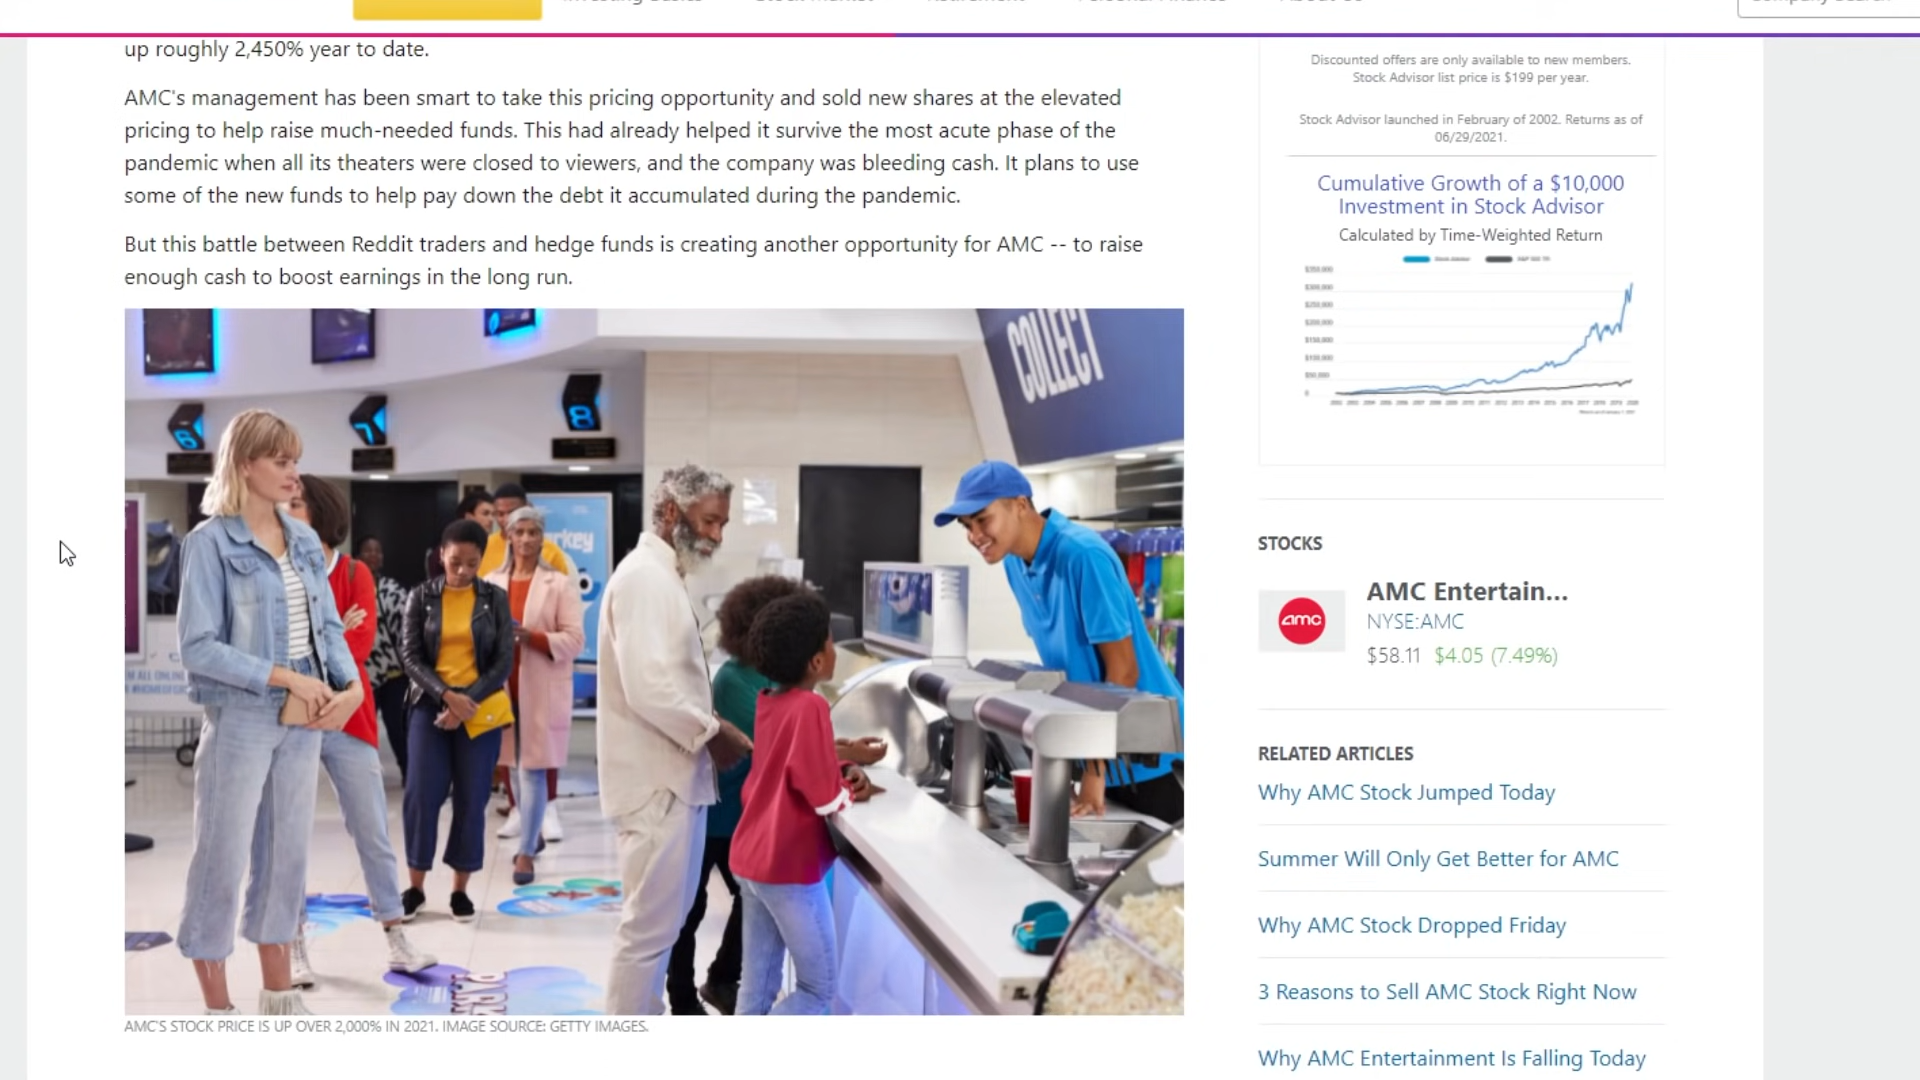 up roughly 2,450% year to date.
AMC's management has been smart to take this pricing opportunity and sold new shares at the elevated
pricing to help raise much-needed funds. This had already helped it survive the most acute phase of the
pandemic when all its theaters were closed to viewers, and the company was bleeding cash. It plans to use
some of the new funds to help pay down the debt it accumulated during the pandemic.
But this battle between Reddit traders and hedge funds is creating another opportunity for AMC -- to raise
enough cash to boost earnings in the long run.
COLLECT
6
7
8
AMC'S STOCK PRICE IS UP OVER 2,000% IN 2021. IMAGE SOURCE: GETTY IMAGES.
Discounted offers are only available to new members.
Stock Advisor list price is $199 per year.
Stock Advisor launched in February of 2002. Returns as of
06/29/2021.
Cumulative Growth of a $10,000
Investment in Stock Advisor
Calculated by Time-Weighted Return
STOCKS
amc
AMC Entertain...
NYSE:AMC
$58.11 $4.05 (7.49%)
RELATED ARTICLES
Why AMC Stock Jumped Today
Summer Will Only Get Better for AMC
Why AMC Stock Dropped Friday
3 Reasons to Sell AMC Stock Right Now
Why AMC Entertainment Is Falling Today